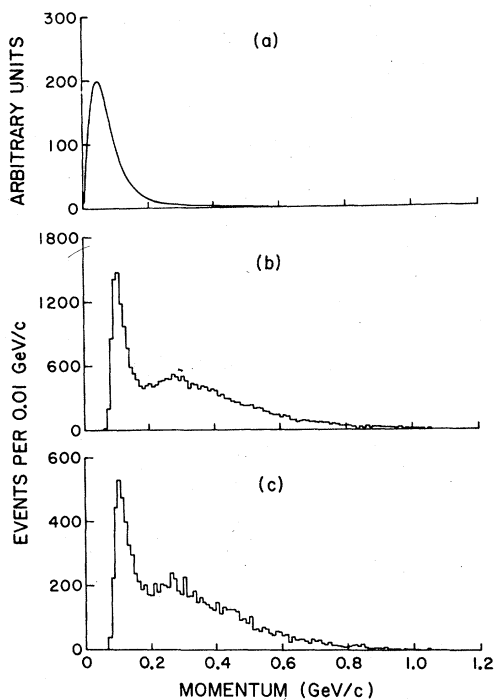 ARBITRARY UNITS
300
200
100
0
(a)
EVENTS PER 0.01 GeV/c
1800
1200
600
0
(b)
600
400
200
0
(c)
0 0.2 0.4 0.6 0.8 1.0 1.2
MOMENTUM (GeV/c)